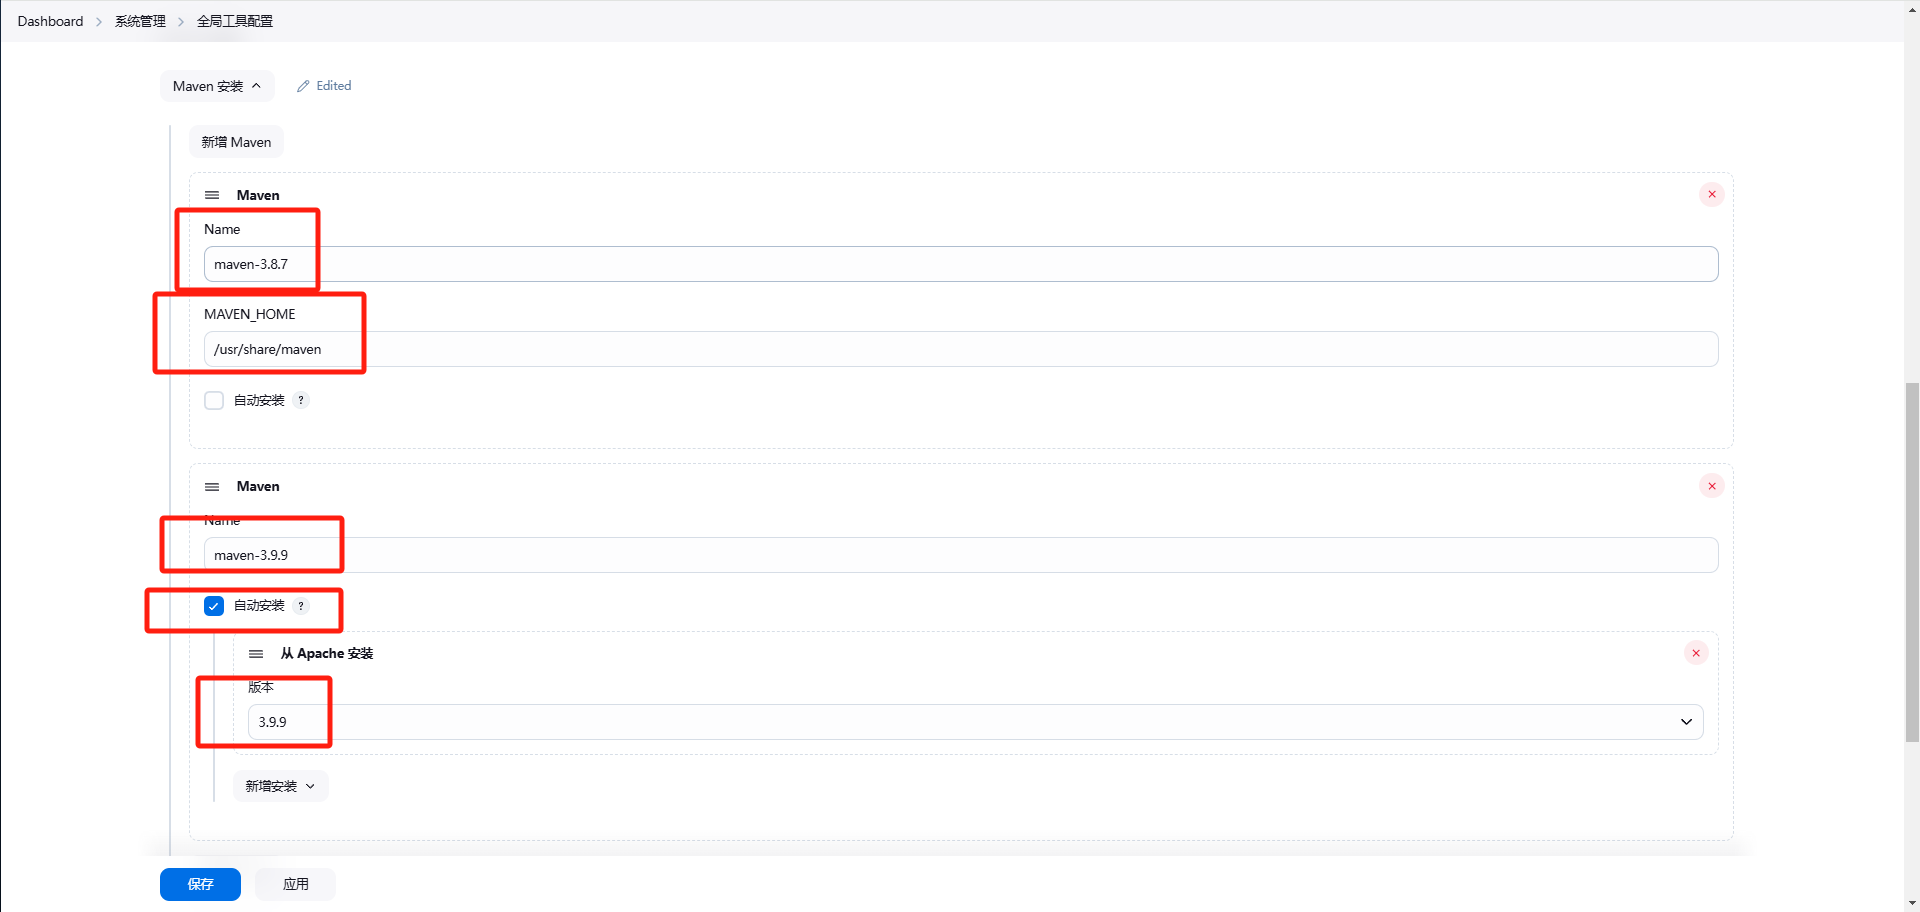 Dashboard > 系统管理 > 全局工具配置
Maven 安装 Edited
新增 Maven
Maven
Name
maven-3.8.7
MAVEN_HOME
/usr/share/maven
自动安装 ?
Maven
Name
maven-3.9.9
自动安装 ?
从 Apache 安装
版本
3.9.9
新增安装
保存 应用